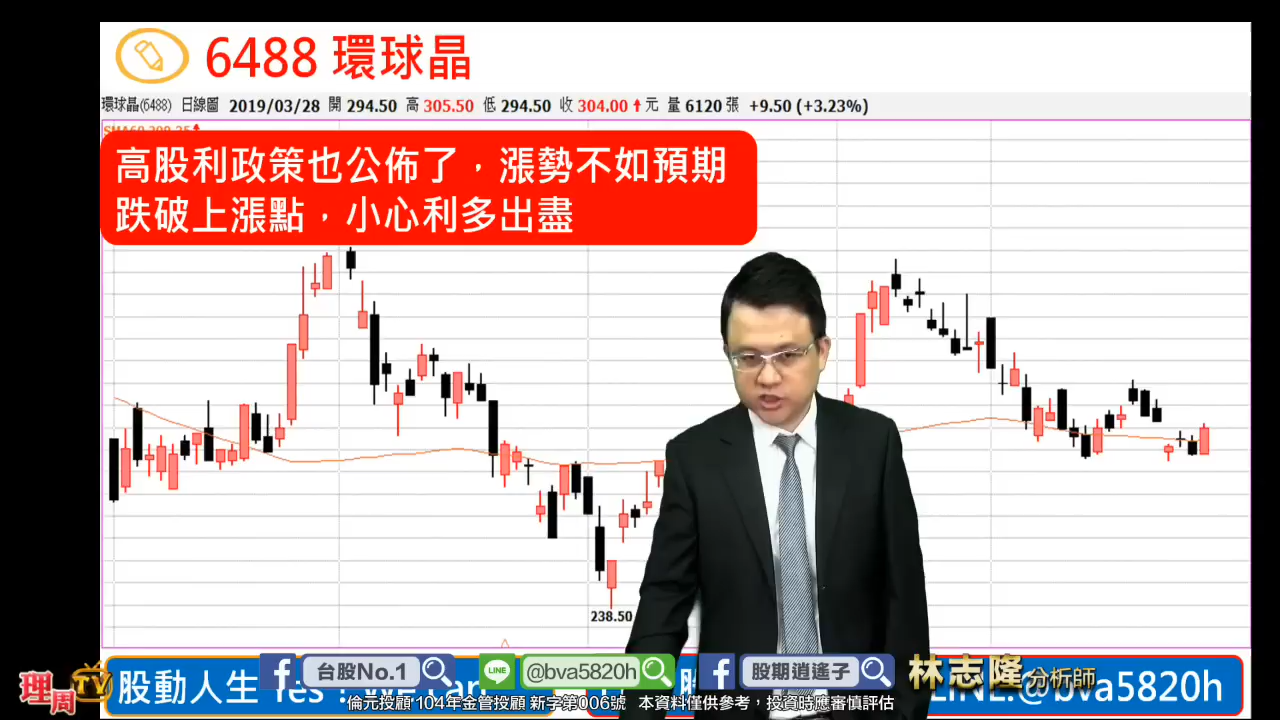 6488 環球晶
環球晶(6488) 日線圖 2019/03/28 開 294.50 高 305.50 低 294.50 收 304.00 元 量 6120 張 +9.50 (+3.23%)
高股利政策也公佈了，漲勢不如預期
跌破上漲點，小心利多出盡
238.50
理周TV
股動人生 Yes
台股No.1
LINE
@bva5820h
股期逍遙子
林志隆 分析師
LINE:@bva5820h
倫元投顧 104年金管投顧 新字第006號 本資料僅供參考，投資時應審慎評估